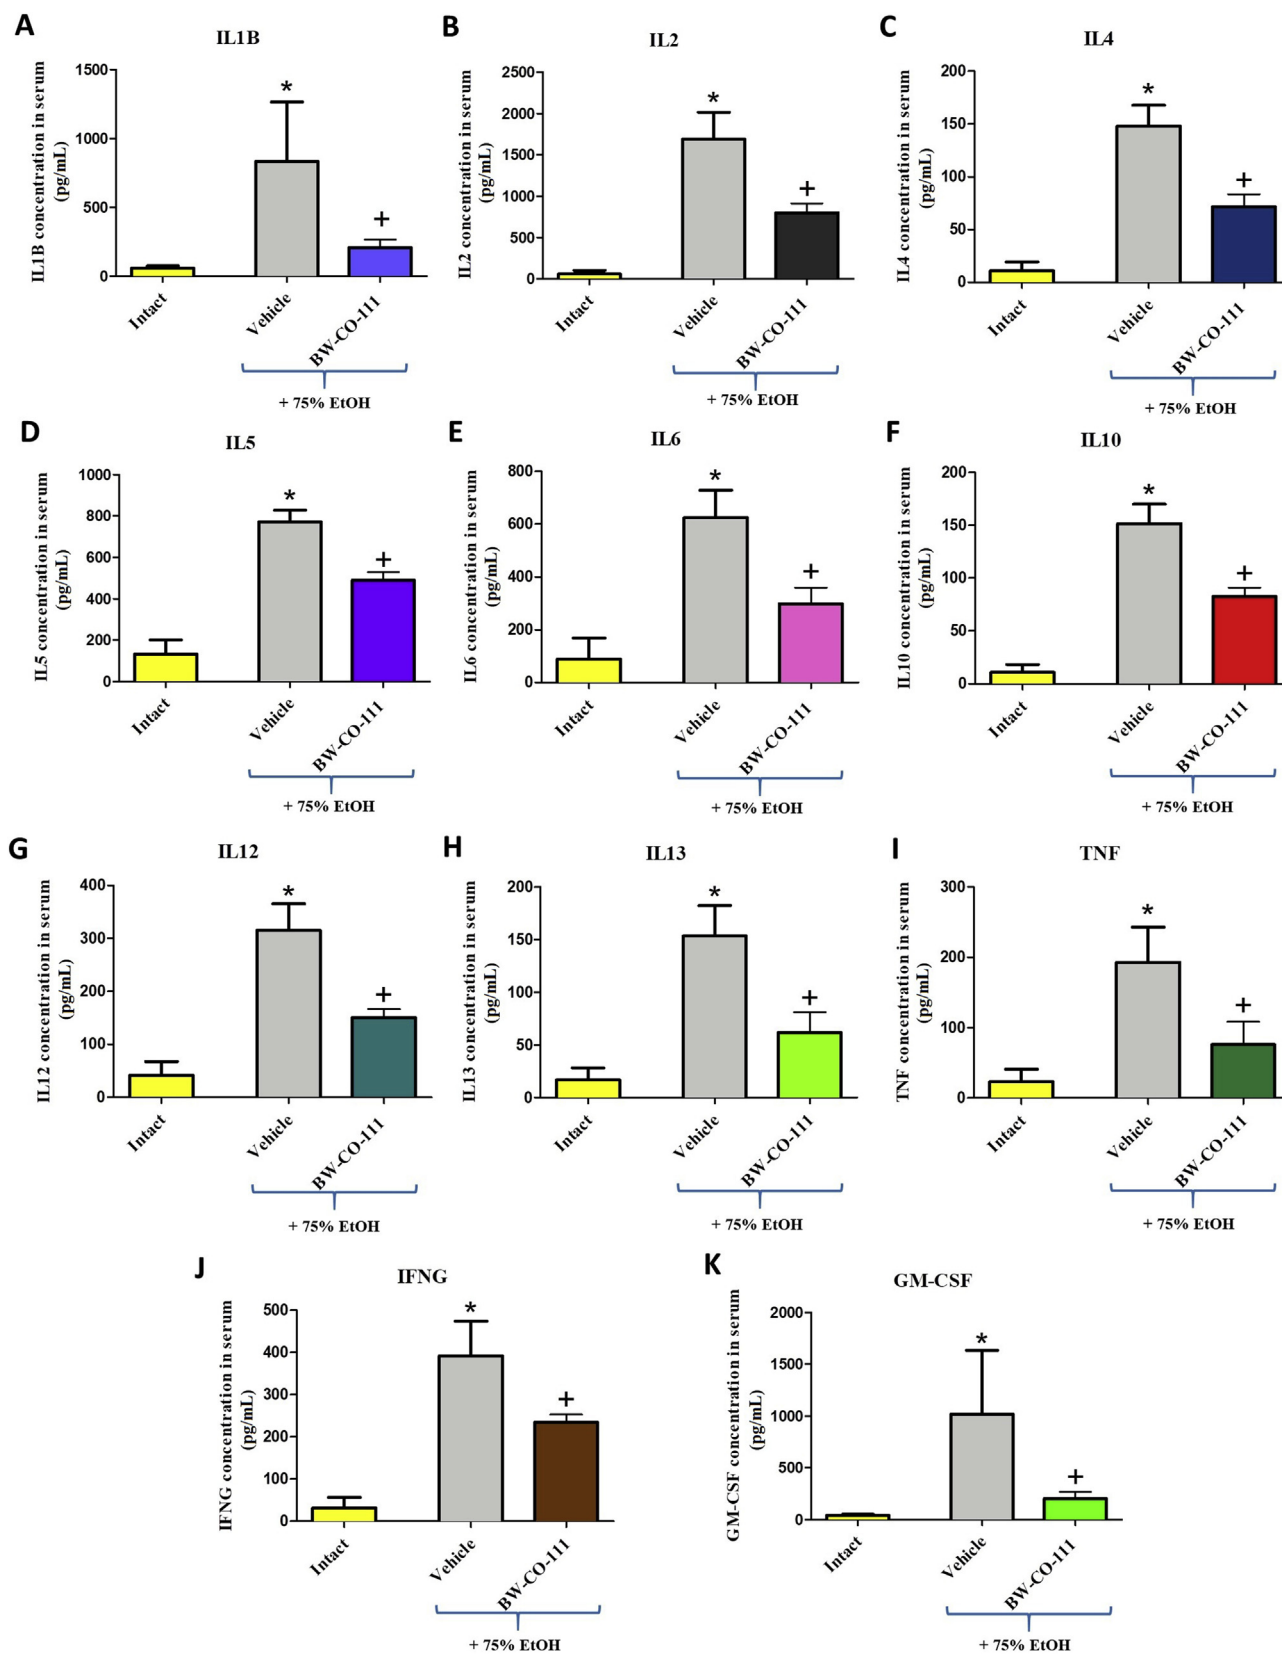 A
IL1B
IL1B concentration in serum
(pg/mL)
1500
1000
500
0
*
+
Intact
Vehicle
BW-CO-111
+ 75% EtOH
B
IL2
IL2 concentration in serum
(pg/mL)
2500
2000
1500
1000
500
0
*
+
Intact
Vehicle
BW-CO-111
+ 75% EtOH
C
IL4
IL4 concentration in serum
(pg/mL)
200
150
100
50
0
*
+
Intact
Vehicle
BW-CO-111
+ 75% EtOH
D
IL5
IL5 concentration in serum
(pg/mL)
1000
800
600
400
200
0
*
+
Intact
Vehicle
BW-CO-111
+ 75% EtOH
E
IL6
IL6 concentration in serum
(pg/mL)
800
600
400
200
0
*
+
Intact
Vehicle
BW-CO-111
+ 75% EtOH
F
IL10
IL10 concentration in serum
(pg/mL)
200
150
100
50
0
*
+
Intact
Vehicle
BW-CO-111
+ 75% EtOH
G
IL12
IL12 concentration in serum
(pg/mL)
400
300
200
100
0
*
+
Intact
Vehicle
BW-CO-111
+ 75% EtOH
H
IL13
IL13 concentration in serum
(pg/mL)
200
150
100
50
0
*
+
Intact
Vehicle
BW-CO-111
+ 75% EtOH
I
TNF
TNF concentration in serum
(pg/mL)
300
200
100
0
*
+
Intact
Vehicle
BW-CO-111
+ 75% EtOH
J
IFNG
IFNG concentration in serum
(pg/mL)
500
400
300
200
100
0
*
+
Intact
Vehicle
BW-CO-111
+ 75% EtOH
K
GM-CSF
GM-CSF concentration in serum
(pg/mL)
2000
1500
1000
500
0
*
+
Intact
Vehicle
BW-CO-111
+ 75% EtOH